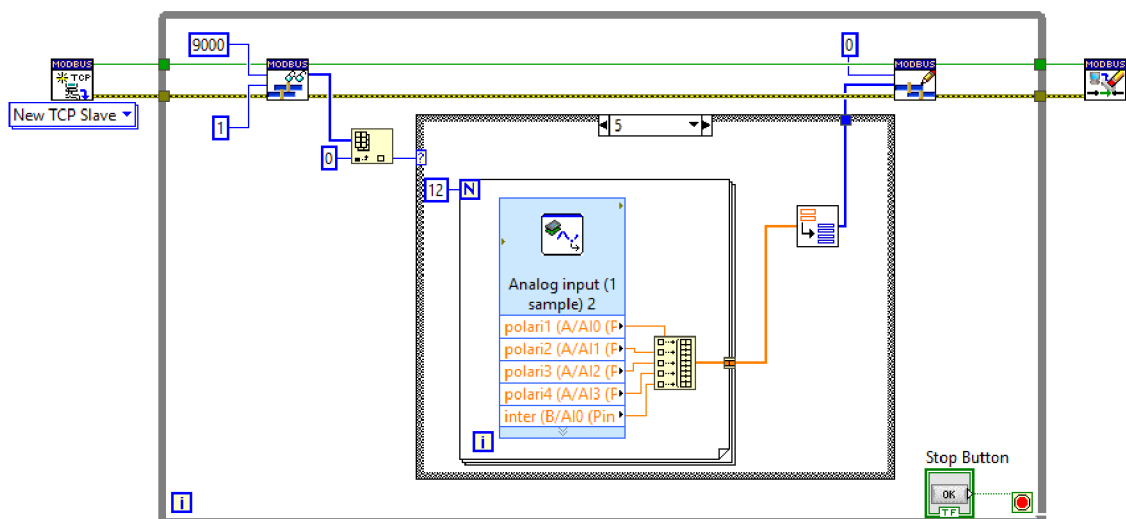 MODBUS
TCP
New TCP Slave
9000
MODBUS
1
0
?
5
12
N
Analog input (1
sample) 2
polari1 (A/AI0 (P
polari2 (A/AI1 (P
polari3 (A/AI2 (P
polari4 (A/AI3 (P
inter (B/AI0 (Pin
i
0
MODBUS
MODBUS
Stop Button
OK
TF
i